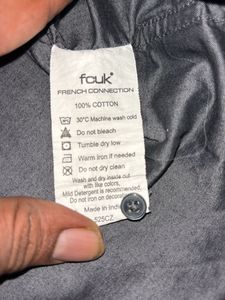 fcuk®
FRENCH CONNECTION
100% COTTON
30°C Machine wash cold
Do not bleach
Tumble dry low
Warm iron if needed
Do not dry clean
Wash and dry inside out
with like colors,
Mild Detergent is recommended,
Do not iron on decoration
Made in India
525CZ